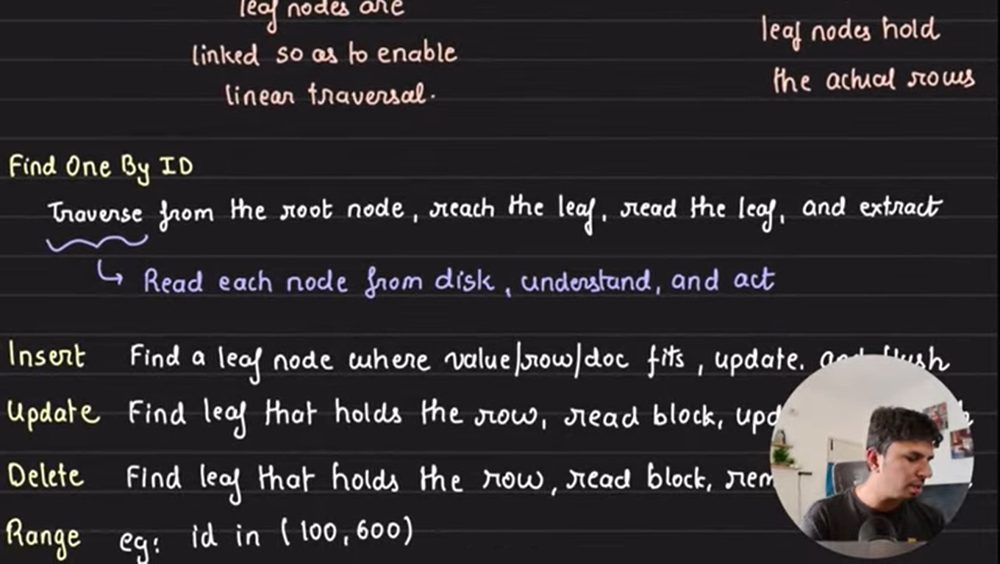 leaf nodes are
linked so as to enable
linear traversal.
leaf nodes hold
the actual rows
Find One By ID
Traverse from the root node, reach the leaf, read the leaf, and extract
Read each node from disk, understand, and act
Insert Find a leaf node where value/row/doc fits, update. and flush
Update Find leaf that holds the row, read block,
Delete Find leaf that holds the row, read block,
Range eg: id in (100,600)